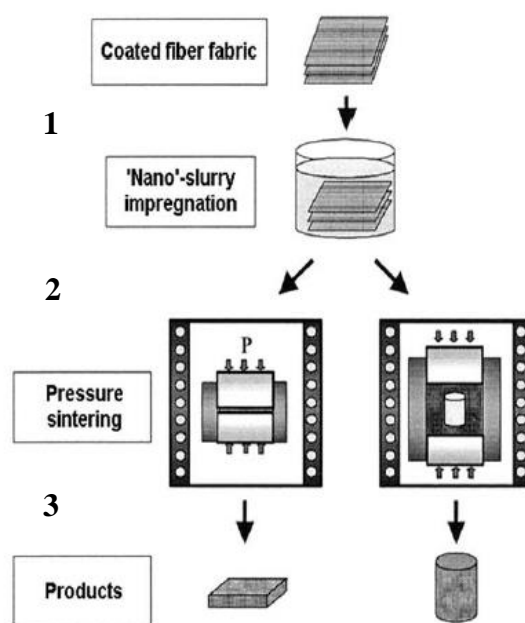 Coated fiber fabric
1
'Nano'-slurry
impregnation
2
P
Pressure
sintering
3
Products